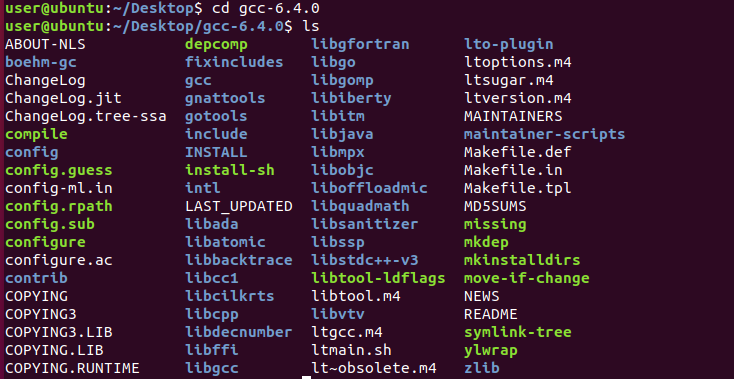 user@ubuntu:~/Desktop$ cd gcc-6.4.0
user@ubuntu:~/Desktop/gcc-6.4.0$ ls
ABOUT-NLS depcomp libgfortran lto-plugin
boehm-gc fixincludes libgo ltoptions.m4
ChangeLog gcc libgomp ltsugar.m4
ChangeLog.jit gnattools libiberty ltversion.m4
ChangeLog.tree-ssa gotools libitm MAINTAINERS
compile include libjava maintainer-scripts
config INSTALL libmpx Makefile.def
config.guess install-sh libobjc Makefile.in
config-ml.in intl liboffloadmic Makefile.tpl
config.rpath LAST_UPDATED libquadmath MD5SUMS
config.sub libada libsanitizer missing
configure libatomic libssp mkdep
configure.ac libbacktrace libstdc++-v3 mkinstalldirs
contrib libcc1 libtool-ldflags move-if-change
COPYING libcilkrts libtool.m4 NEWS
COPYING3 libcpp libvtv README
COPYING3.LIB libdecnumber ltgcc.m4 symlink-tree
COPYING.LIB libffi ltmain.sh ylwrap
COPYING.RUNTIME libgcc lt~obsolete.m4 zlib